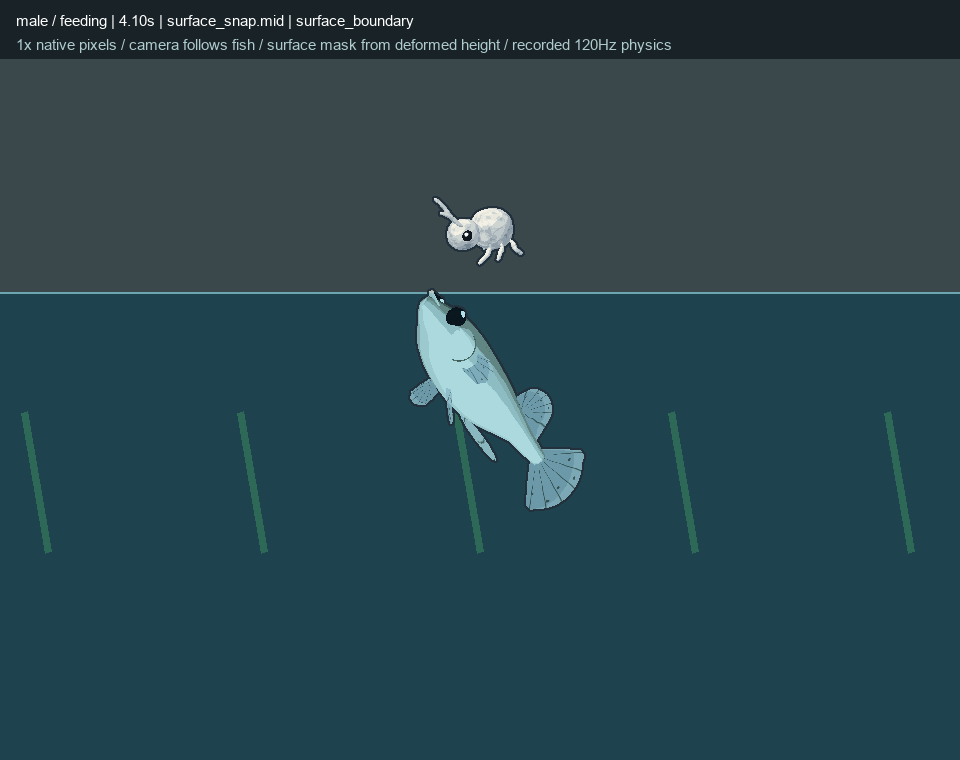 male / feeding | 4.10s | surface_snap.mid | surface_boundary
1x native pixels / camera follows fish / surface mask from deformed height / recorded 120Hz physics